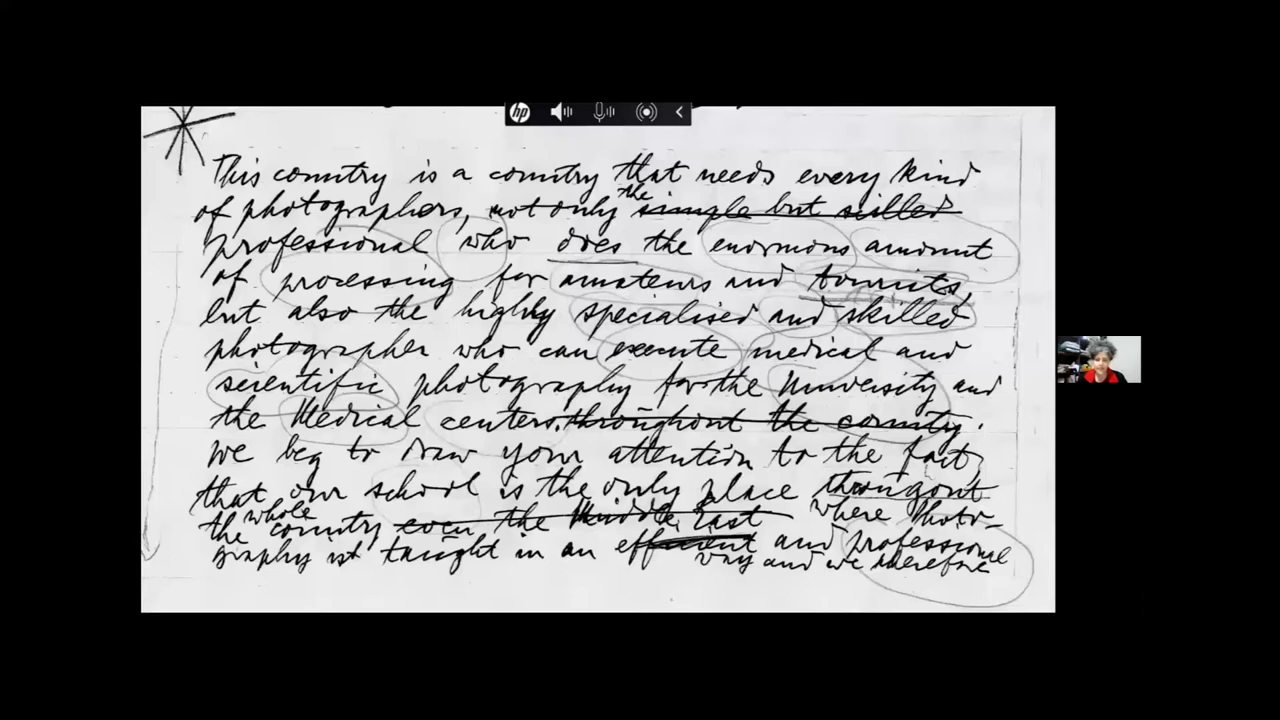 hp
This country is a country that needs every kind
of photographers, not only the simple but skilled
professional who does the enormous amount
of processing for amateurs and tourists,
but also the highly specialised and skilled
photographer who can execute medical and
scientific photography for the University and
the Medical centers. throughout the country.
We beg to draw your attention to the fact,
that our school is the only place througout
the whole country even the Middle East where Photo-
graphy is taught in an efficient and professional
way and we therefore